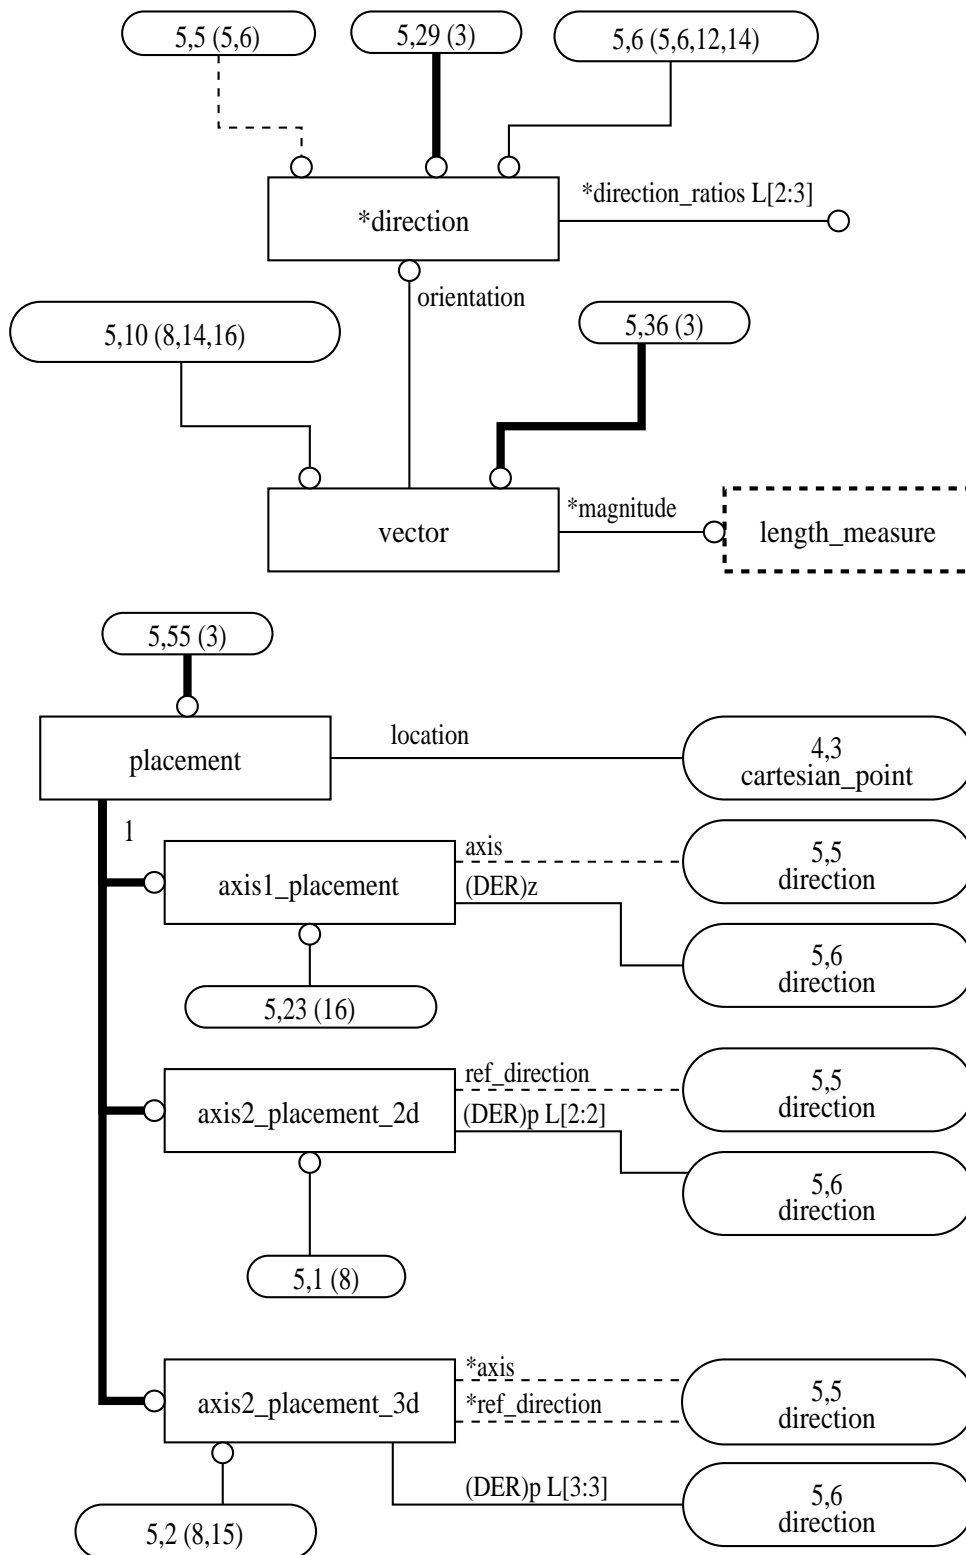 5,5 (5,6)
5,29 (3)
5,6 (5,6,12,14)
*direction_ratios L[2:3]
*direction
orientation
5,10 (8,14,16)
5,36 (3)
*magnitude
vector
length_measure
5,55 (3)
location
placement
4,3
cartesian_point
1
axis
axis1_placement
5,5
direction
(DER)z
5,6
direction
5,23 (16)
ref_direction
5,5
direction
axis2_placement_2d
(DER)p L[2:2]
5,6
direction
5,1 (8)
*axis
axis2_placement_3d
*ref_direction
5,5
direction
(DER)p L[3:3]
5,6
direction
5,2 (8,15)